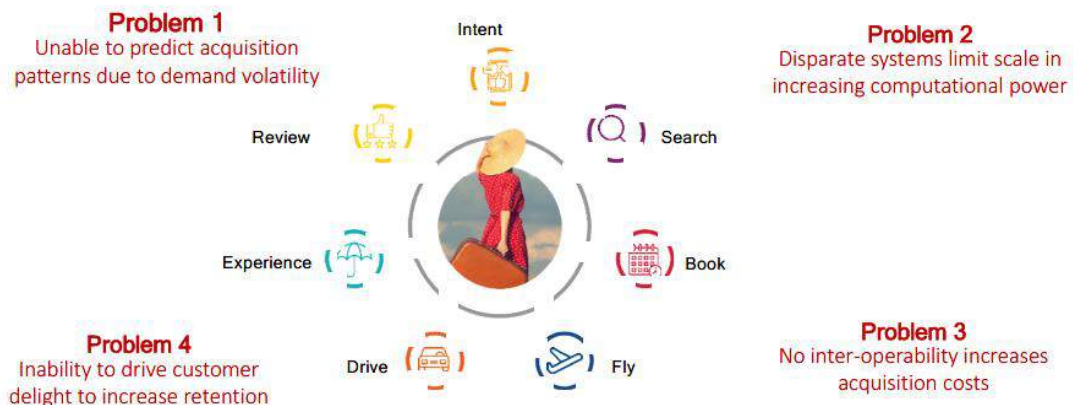 Problem 1
Unable to predict acquisition
patterns due to demand volatility
Intent
Problem 2
Disparate systems limit scale in
increasing computational power
Review
Search
Experience
Book
Problem 4
Inability to drive customer
delight to increase retention
Drive
Fly
Problem 3
No inter-operability increases
acquisition costs